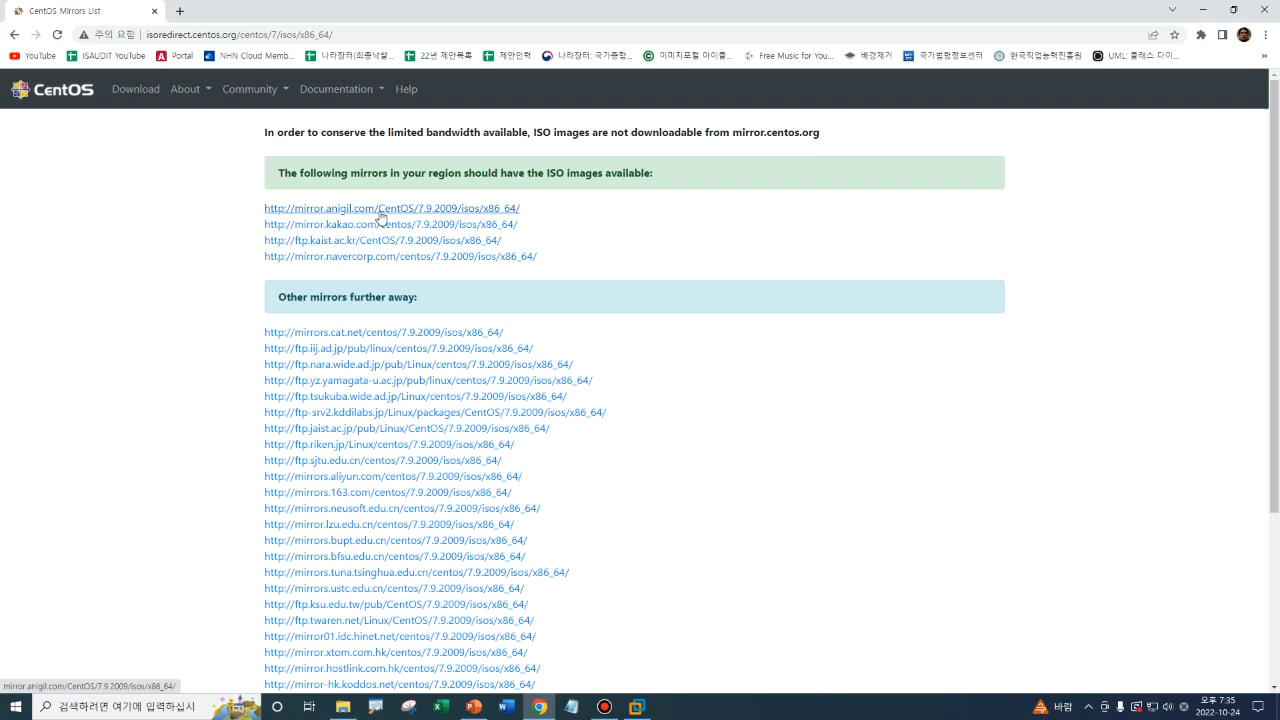 CentOS Mirrors List
주의 요함
isoredirect.centos.org/centos/7/isos/x86_64/
YouTube
ISAUDIT YouTube
Portal
NHN Cloud Memb...
나라장터(최종낙찰...
22년 제안목록
제안인력
나라장터: 국가종합...
이미지포털 아이클...
Free Music for You...
배경제거
국가법령정보센터
한국직업능력진흥원
UML: 클래스 다이...
CentOS
Download
About
Community
Documentation
Help
In order to conserve the limited bandwidth available, ISO images are not downloadable from mirror.centos.org
The following mirrors in your region should have the ISO images available:
http://mirror.anigil.com/CentOS/7.9.2009/isos/x86_64/
http://mirror.kakao.com/centos/7.9.2009/isos/x86_64/
http://ftp.kaist.ac.kr/CentOS/7.9.2009/isos/x86_64/
http://mirror.navercorp.com/centos/7.9.2009/isos/x86_64/
Other mirrors further away:
http://mirrors.cat.net/centos/7.9.2009/isos/x86_64/
http://ftp.iij.ad.jp/pub/linux/centos/7.9.2009/isos/x86_64/
http://ftp.nara.wide.ad.jp/pub/Linux/centos/7.9.2009/isos/x86_64/
http://ftp.yz.yamagata-u.ac.jp/pub/linux/centos/7.9.2009/isos/x86_64/
http://ftp.tsukuba.wide.ad.jp/Linux/centos/7.9.2009/isos/x86_64/
http://ftp-srv2.kddilabs.jp/Linux/packages/CentOS/7.9.2009/isos/x86_64/
http://ftp.jaist.ac.jp/pub/Linux/CentOS/7.9.2009/isos/x86_64/
http://ftp.riken.jp/Linux/centos/7.9.2009/isos/x86_64/
http://ftp.sjtu.edu.cn/centos/7.9.2009/isos/x86_64/
http://mirrors.aliyun.com/centos/7.9.2009/isos/x86_64/
http://mirrors.163.com/centos/7.9.2009/isos/x86_64/
http://mirrors.neusoft.edu.cn/centos/7.9.2009/isos/x86_64/
http://mirror.lzu.edu.cn/centos/7.9.2009/isos/x86_64/
http://mirrors.bupt.edu.cn/centos/7.9.2009/isos/x86_64/
http://mirrors.bfsu.edu.cn/centos/7.9.2009/isos/x86_64/
http://mirrors.tuna.tsinghua.edu.cn/centos/7.9.2009/isos/x86_64/
http://mirrors.ustc.edu.cn/centos/7.9.2009/isos/x86_64/
http://ftp.ksu.edu.tw/pub/CentOS/7.9.2009/isos/x86_64/
http://ftp.twaren.net/Linux/CentOS/7.9.2009/isos/x86_64/
http://mirror01.idc.hinet.net/centos/7.9.2009/isos/x86_64/
http://mirror.xtom.com.hk/centos/7.9.2009/isos/x86_64/
http://mirror.hostlink.com.hk/centos/7.9.2009/isos/x86_64/
http://mirror-hk.koddos.net/centos/7.9.2009/isos/x86_64/
mirror.anigil.com/CentOS/7.9.2009/isos/x86_64/
검색하려면 여기에 입력하십시
바람
오후 7:35
2022-10-24